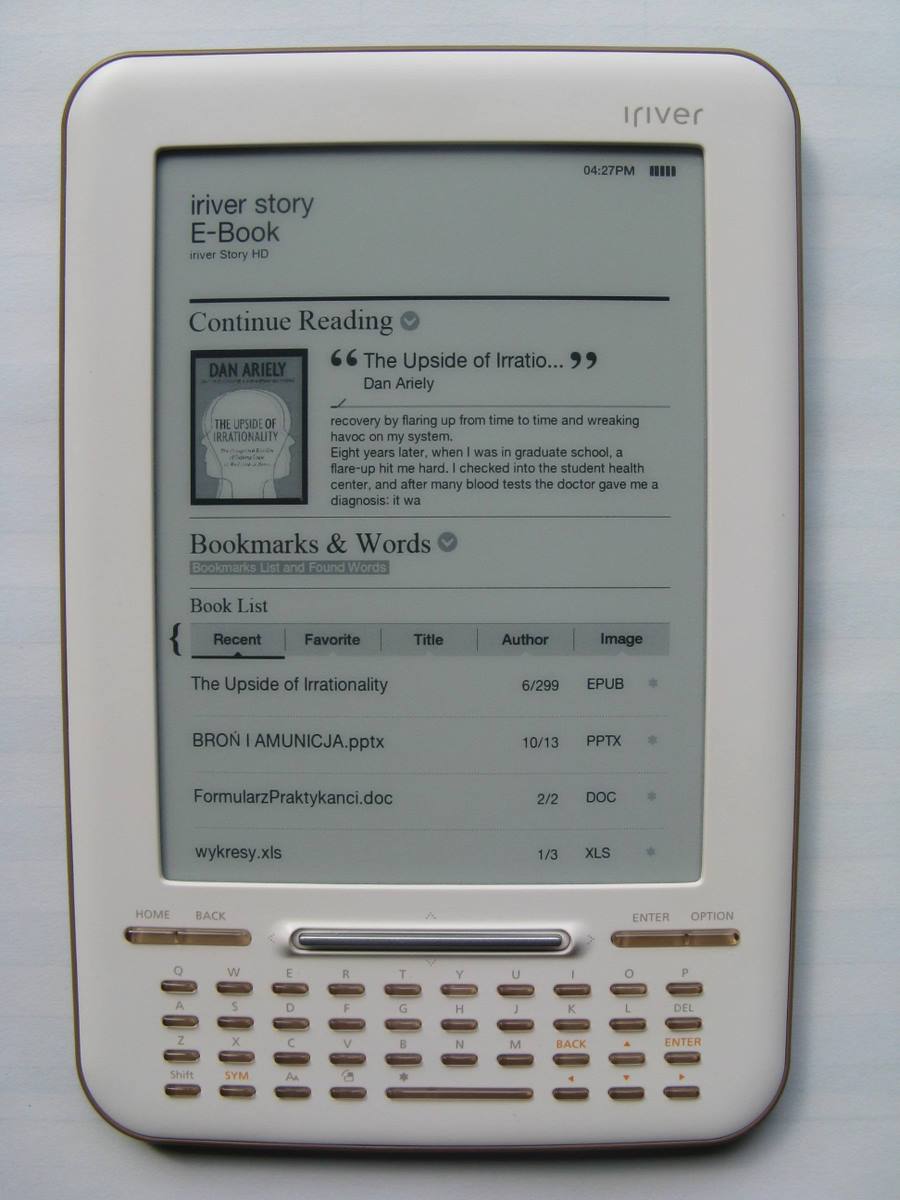 iriver
04:27PM
iriver story
E-Book
iriver Story HD
Continue Reading
DAN ARIELY
THE UPSIDE OF
IRRATIONALITY
“ The Upside of Irratio... ”
Dan Ariely
recovery by flaring up from time to time and wreaking
havoc on my system.
Eight years later, when I was in graduate school, a
flare-up hit me hard. I checked into the student health
center, and after many blood tests the doctor gave me a
diagnosis: it wa
Bookmarks & Words
Bookmarks List and Found Words
Book List
{ Recent Favorite Title Author Image
The Upside of Irrationality 6/299 EPUB
BROŃ I AMUNICJA.pptx 10/13 PPTX
FormularzPraktykanci.doc 2/2 DOC
wykresy.xls 1/3 XLS
HOME BACK ENTER OPTION
Q W E R T Y U I O P
A S D F G H J K L DEL
Z X C V B N M BACK ENTER
Shift SYM AA